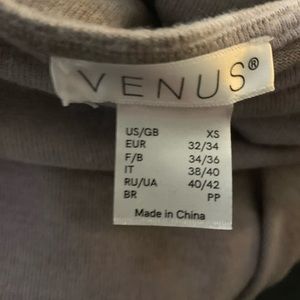 VENUS®
US/GB XS
EUR 32/34
F/B 34/36
IT 38/40
RU/UA 40/42
BR PP
Made in China